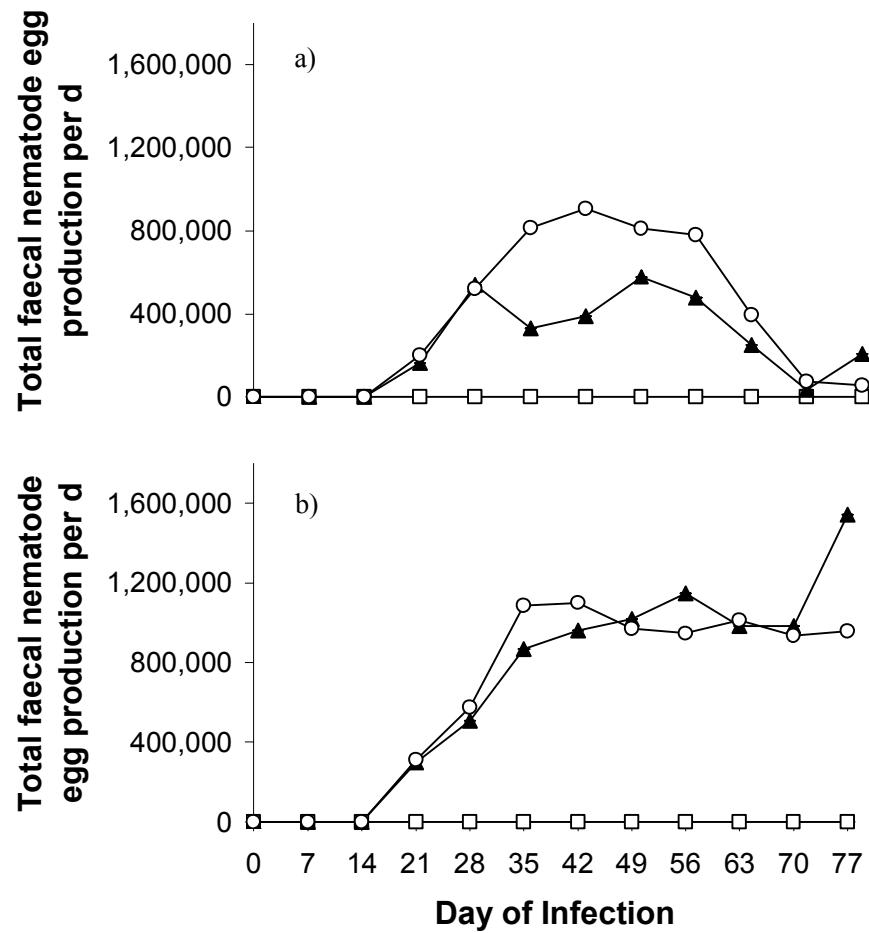 Total faecal nematode egg
production per d
a)
1,600,000
1,200,000
800,000
400,000
0
Total faecal nematode
egg production per d
b)
1,600,000
1,200,000
800,000
400,000
0
0 7 14 21 28 35 42 49 56 63 70 77
Day of Infection